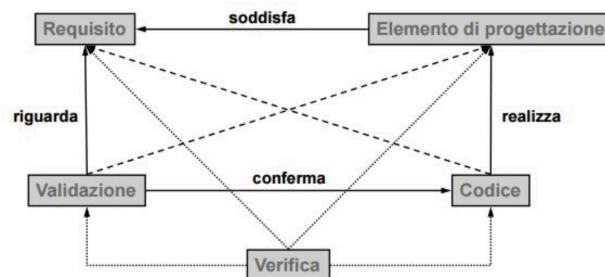 soddisfa
Requisito
Elemento di progettazione
riguarda
realizza
conferma
Validazione
Codice
Verifica